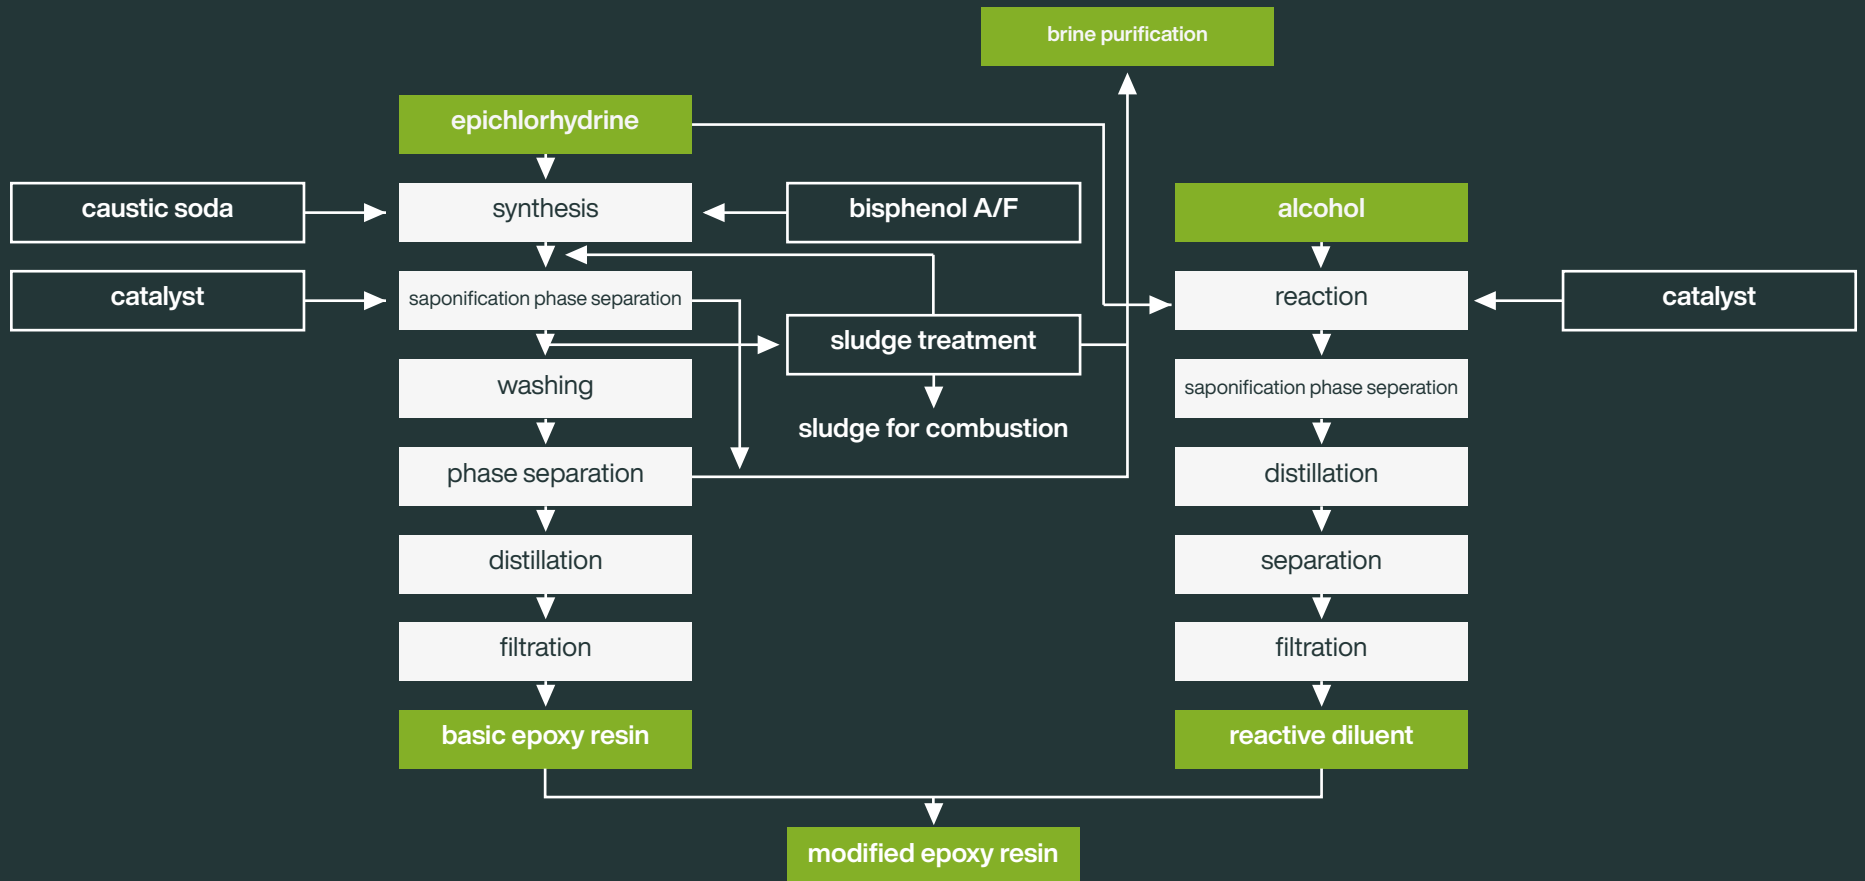 brine purification
epichlorhydrine
caustic soda
synthesis
bisphenol A/F
alcohol
catalyst
saponification phase separation
reaction
catalyst
sludge treatment
washing
saponification phase seperation
sludge for combustion
phase separation
distillation
distillation
separation
filtration
filtration
basic epoxy resin
reactive diluent
modified epoxy resin